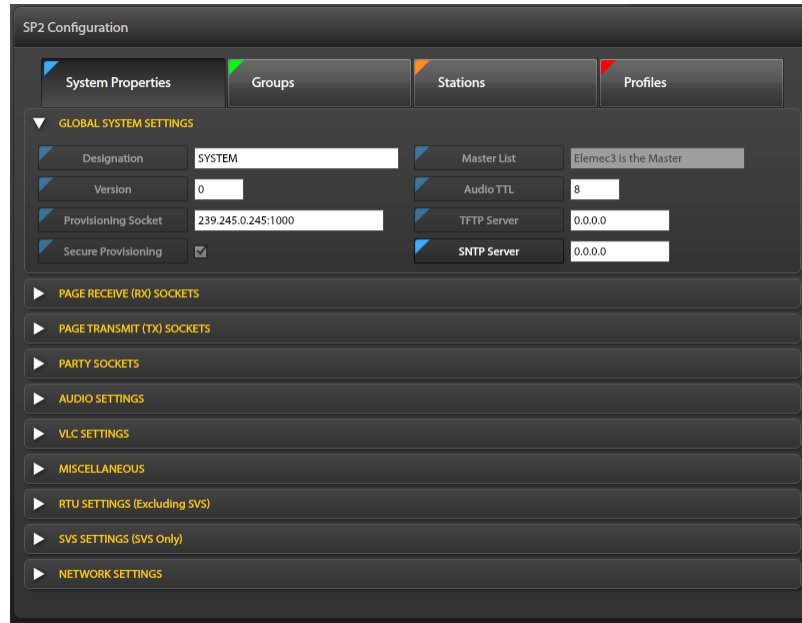 SP2 Configuration
System Properties Groups Stations Profiles
GLOBAL SYSTEM SETTINGS
Designation SYSTEM Master List Elemec3 is the Master
Version 0 Audio TTL 8
Provisioning Socket 239.245.0.245:1000 TFTP Server 0.0.0.0
Secure Provisioning SNTP Server 0.0.0.0
PAGE RECEIVE (RX) SOCKETS
PAGE TRANSMIT (TX) SOCKETS
PARTY SOCKETS
AUDIO SETTINGS
VLC SETTINGS
MISCELLANEOUS
RTU SETTINGS (Excluding SVS)
SVS SETTINGS (SVS Only)
NETWORK SETTINGS